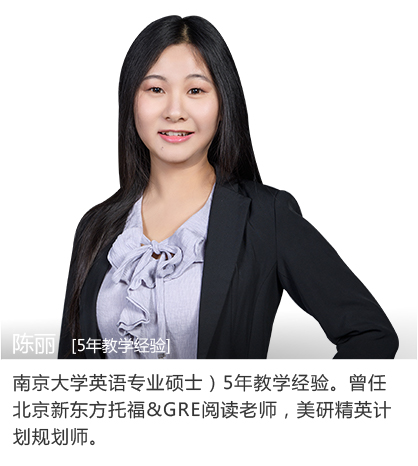 陈丽 [5年教学经验]
南京大学英语专业硕士）5年教学经验。曾任
北京新东方托福&GRE阅读老师，美研精英计
划规划师。